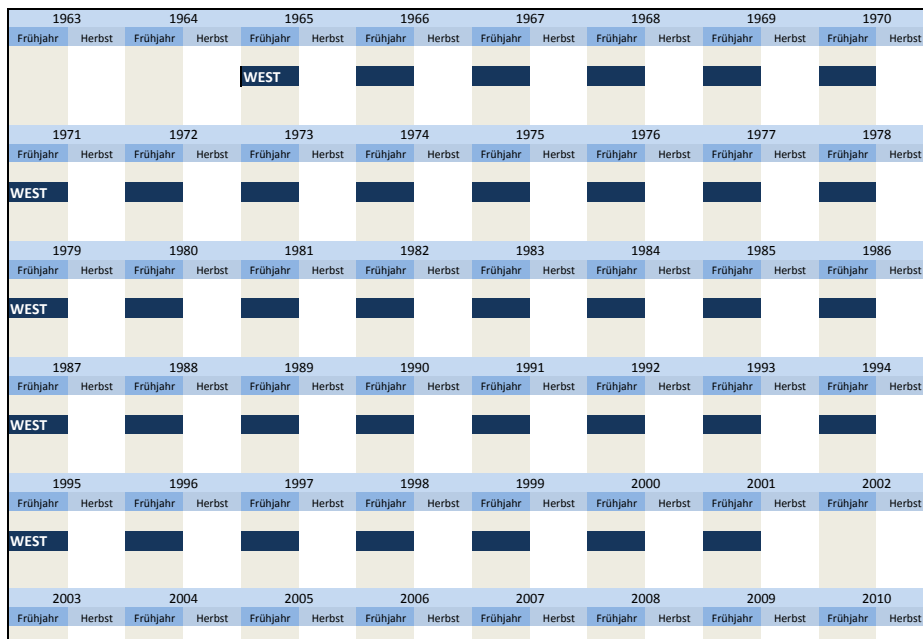 1963 1964 1965 1966 1967 1968 1969 1970
Frühjahr Herbst Frühjahr Herbst Frühjahr Herbst Frühjahr Herbst Frühjahr Herbst Frühjahr Herbst Frühjahr Herbst Frühjahr Herbst
WEST
1971 1972 1973 1974 1975 1976 1977 1978
Frühjahr Herbst Frühjahr Herbst Frühjahr Herbst Frühjahr Herbst Frühjahr Herbst Frühjahr Herbst Frühjahr Herbst Frühjahr Herbst
WEST
1979 1980 1981 1982 1983 1984 1985 1986
Frühjahr Herbst Frühjahr Herbst Frühjahr Herbst Frühjahr Herbst Frühjahr Herbst Frühjahr Herbst Frühjahr Herbst Frühjahr Herbst
WEST
1987 1988 1989 1990 1991 1992 1993 1994
Frühjahr Herbst Frühjahr Herbst Frühjahr Herbst Frühjahr Herbst Frühjahr Herbst Frühjahr Herbst Frühjahr Herbst Frühjahr Herbst
WEST
1995 1996 1997 1998 1999 2000 2001 2002
Frühjahr Herbst Frühjahr Herbst Frühjahr Herbst Frühjahr Herbst Frühjahr Herbst Frühjahr Herbst Frühjahr Herbst Frühjahr Herbst
WEST
2003 2004 2005 2006 2007 2008 2009 2010
Frühjahr Herbst Frühjahr Herbst Frühjahr Herbst Frühjahr Herbst Frühjahr Herbst Frühjahr Herbst Frühjahr Herbst Frühjahr Herbst